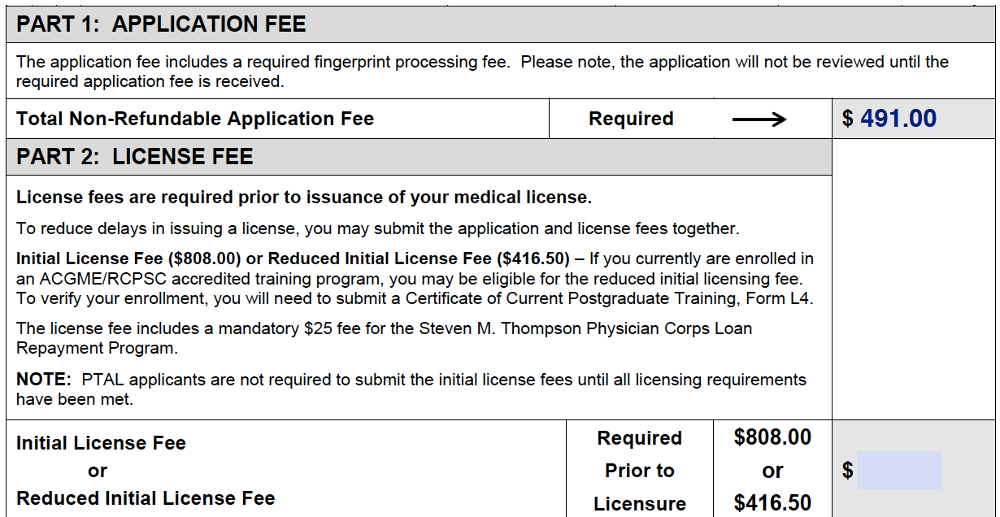 PART 1:  APPLICATION FEE
The application fee includes a required fingerprint processing fee.  Please note, the application will not be reviewed until the
required application fee is received.
Total Non-Refundable Application Fee Required $ 491.00
PART 2:  LICENSE FEE
License fees are required prior to issuance of your medical license.
To reduce delays in issuing a license, you may submit the application and license fees together.
Initial License Fee ($808.00) or Reduced Initial License Fee ($416.50) – If you currently are enrolled in
an ACGME/RCPSC accredited training program, you may be eligible for the reduced initial licensing fee.
To verify your enrollment, you will need to submit a Certificate of Current Postgraduate Training, Form L4.
The license fee includes a mandatory $25 fee for the Steven M. Thompson Physician Corps Loan
Repayment Program.
NOTE:  PTAL applicants are not required to submit the initial license fees until all licensing requirements
have been met.
Initial License Fee
or
Reduced Initial License Fee
Required
Prior to
Licensure
$808.00
or
$416.50
$